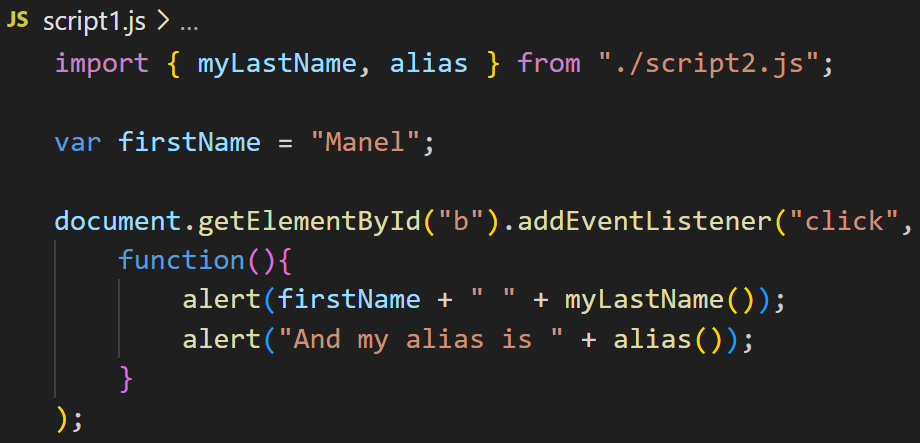 JS script1.js > ...
import { myLastName, alias } from "./script2.js";
var firstName = "Manel";
document.getElementById("b").addEventListener("click",
function(){
alert(firstName + " " + myLastName());
alert("And my alias is " + alias());
}
);